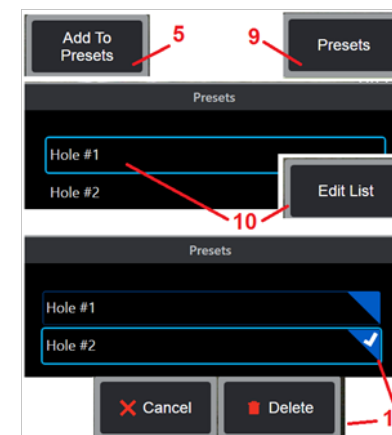 Add To
Presets
5
9
Presets
Presets
Hole #1
Hole #2
Edit List
10
Presets
Hole #1
Hole #2
Cancel
Delete